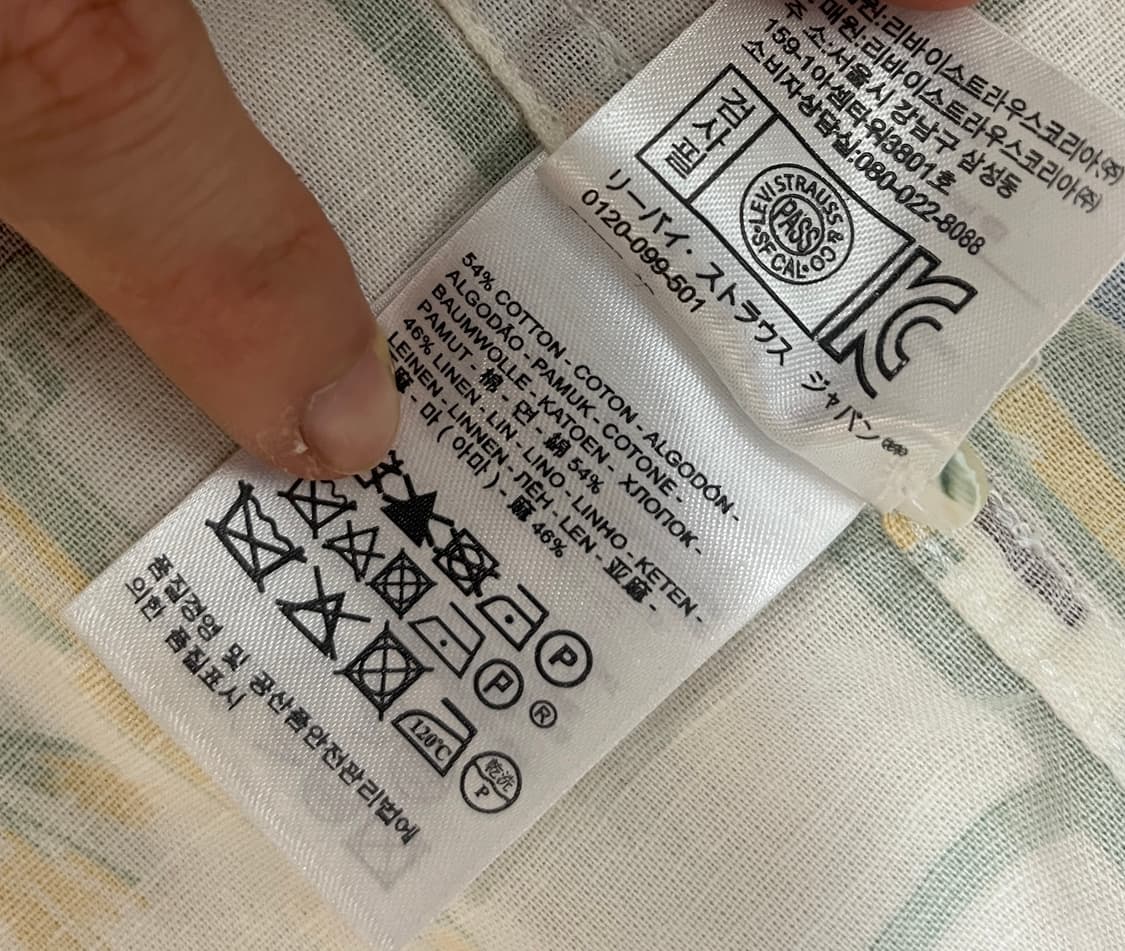 원:리바이스트라우스코리아㈜
매원:리바이스트라우스코리아㈜
주 소:서울시 강남구 삼성동
159-1아셈타워3801호
소비자상담실:080-022-8088
검사필
LEVI STRAUSS & CO
S·F CAL·
PASS
リーバイ・ストラウス ジャパン㈱
0120-099-501
54% COTTON - COTON - ALGODÓN -
ALGODÃO - PAMUK - COTONE -
BAUMWOLLE - KATOEN - ХЛОПОК -
PAMUT - 棉 - 면 - 綿 54%
46% LINEN - LIN - LINO - LINHO - KETEN -
LEINEN - LINNEN - ЛЁН - LEN - 亚麻 -
麻 - 마 ( 아마 ) - 麻 46%
P
P ®
120℃
乾洗
P
품질경영 및 공산품안전관리법에
의한 품질표시